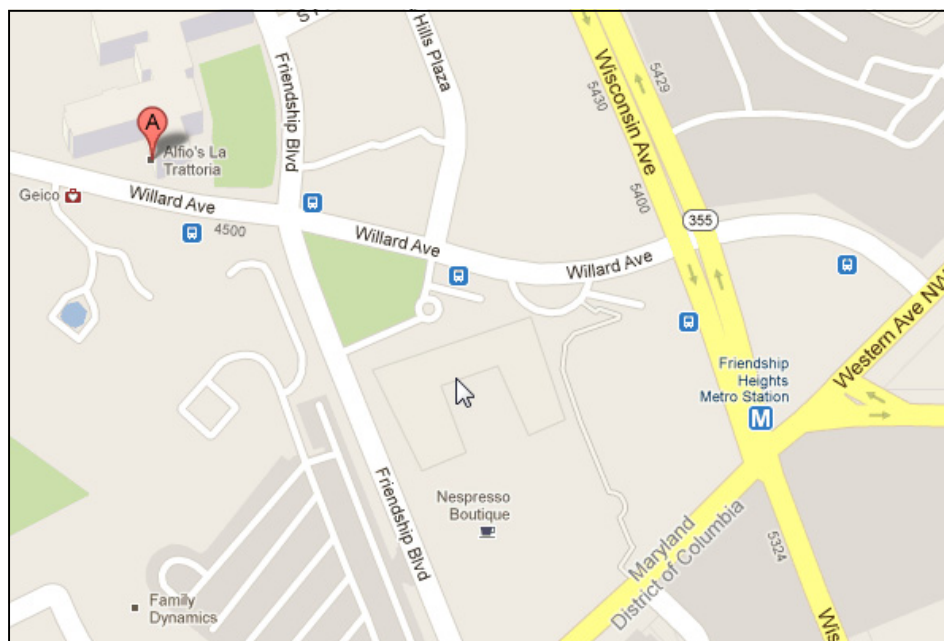 Hills Plaza
Friendship Blvd
5429
Wisconsin Ave
5430
A
Alfio's La
Trattoria
Geico
Willard Ave
4500
5400
355
Willard Ave
Willard Ave
Western Ave NW
Friendship
Heights
Metro Station
M
Friendship Blvd
Nespresso
Boutique
Maryland
District of Columbia
5324
Family
Dynamics
Wis